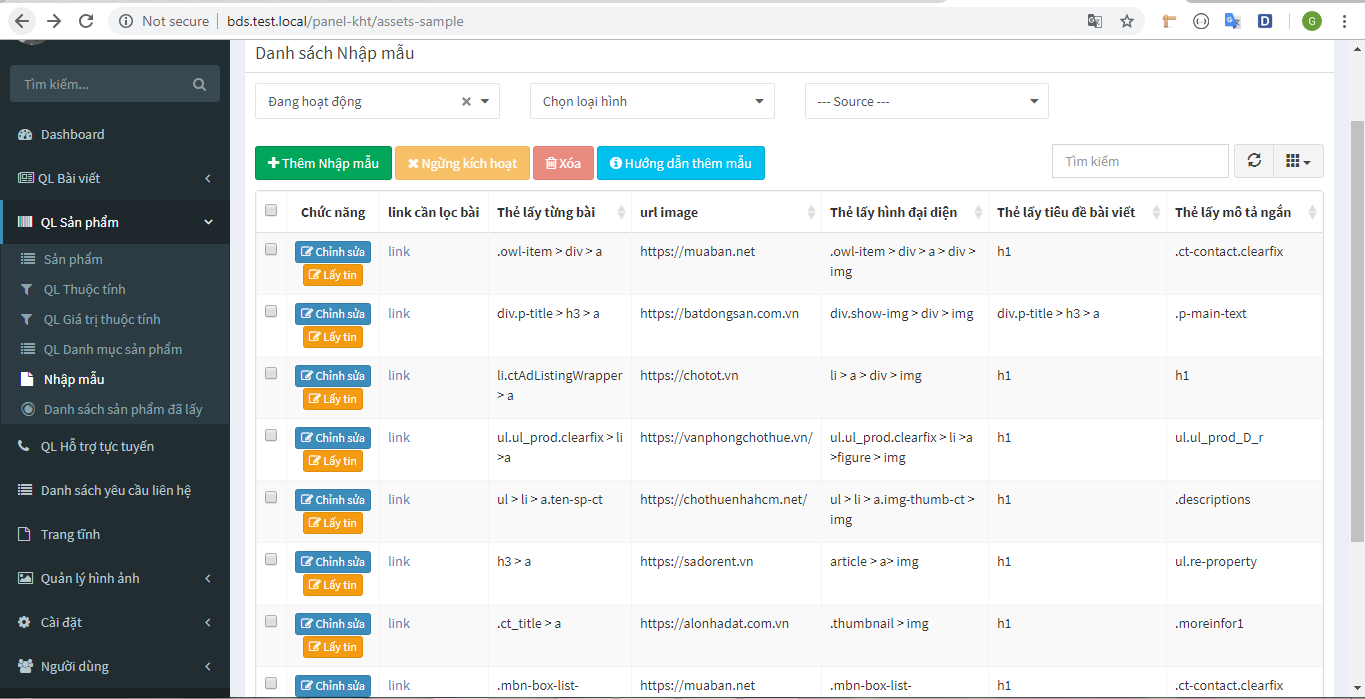 Not secure | bds.test.local/panel-kht/assets-sample
G
D
G
Tìm kiếm...
Dashboard
QL Bài viết
QL Sản phẩm
Sản phẩm
QL Thuộc tính
QL Giá trị thuộc tính
QL Danh mục sản phẩm
Nhập mẫu
Danh sách sản phẩm đã lấy
QL Hỗ trợ tực tuyến
Danh sách yêu cầu liên hệ
Trang tĩnh
Quản lý hình ảnh
Cài đặt
Người dùng
Danh sách Nhập mẫu
Đang hoạt động × Chọn loại hình --- Source ---
Thêm Nhập mẫu Ngừng kích hoạt Xóa Hướng dẫn thêm mẫu Tìm kiếm
Chức năng link cần lọc bài Thẻ lấy từng bài url image Thẻ lấy hình đại diện Thẻ lấy tiêu đề bài viết Thẻ lấy mô tả ngắn
Chỉnh sửa link .owl-item > div > a https://muaban.net .owl-item > div > a > div > h1 .ct-contact.clearfix
Lấy tin img
Chỉnh sửa link div.p-title > h3 > a https://batdongsan.com.vn div.show-img > div > img div.p-title > h3 > a .p-main-text
Lấy tin
Chỉnh sửa link li.ctAdListingWrapper https://chotot.vn li > a > div > img h1 h1
Lấy tin > a
Chỉnh sửa link ul.ul_prod.clearfix > li https://vanphongchothue.vn/ ul.ul_prod.clearfix > li >a h1 ul.ul_prod_D_r
Lấy tin >a >figure > img
Chỉnh sửa link ul > li > a.ten-sp-ct https://chothuenhahcm.net/ ul > li > a.img-thumb-ct > h1 .descriptions
Lấy tin img
Chỉnh sửa link h3 > a https://sadorent.vn article > a> img h1 ul.re-property
Lấy tin
Chỉnh sửa link .ct_title > a https://alonhadat.com.vn .thumbnail > img h1 .moreinfor1
Lấy tin
Chỉnh sửa link .mbn-box-list- https://muaban.net .mbn-box-list- h1 .ct-contact.clearfix